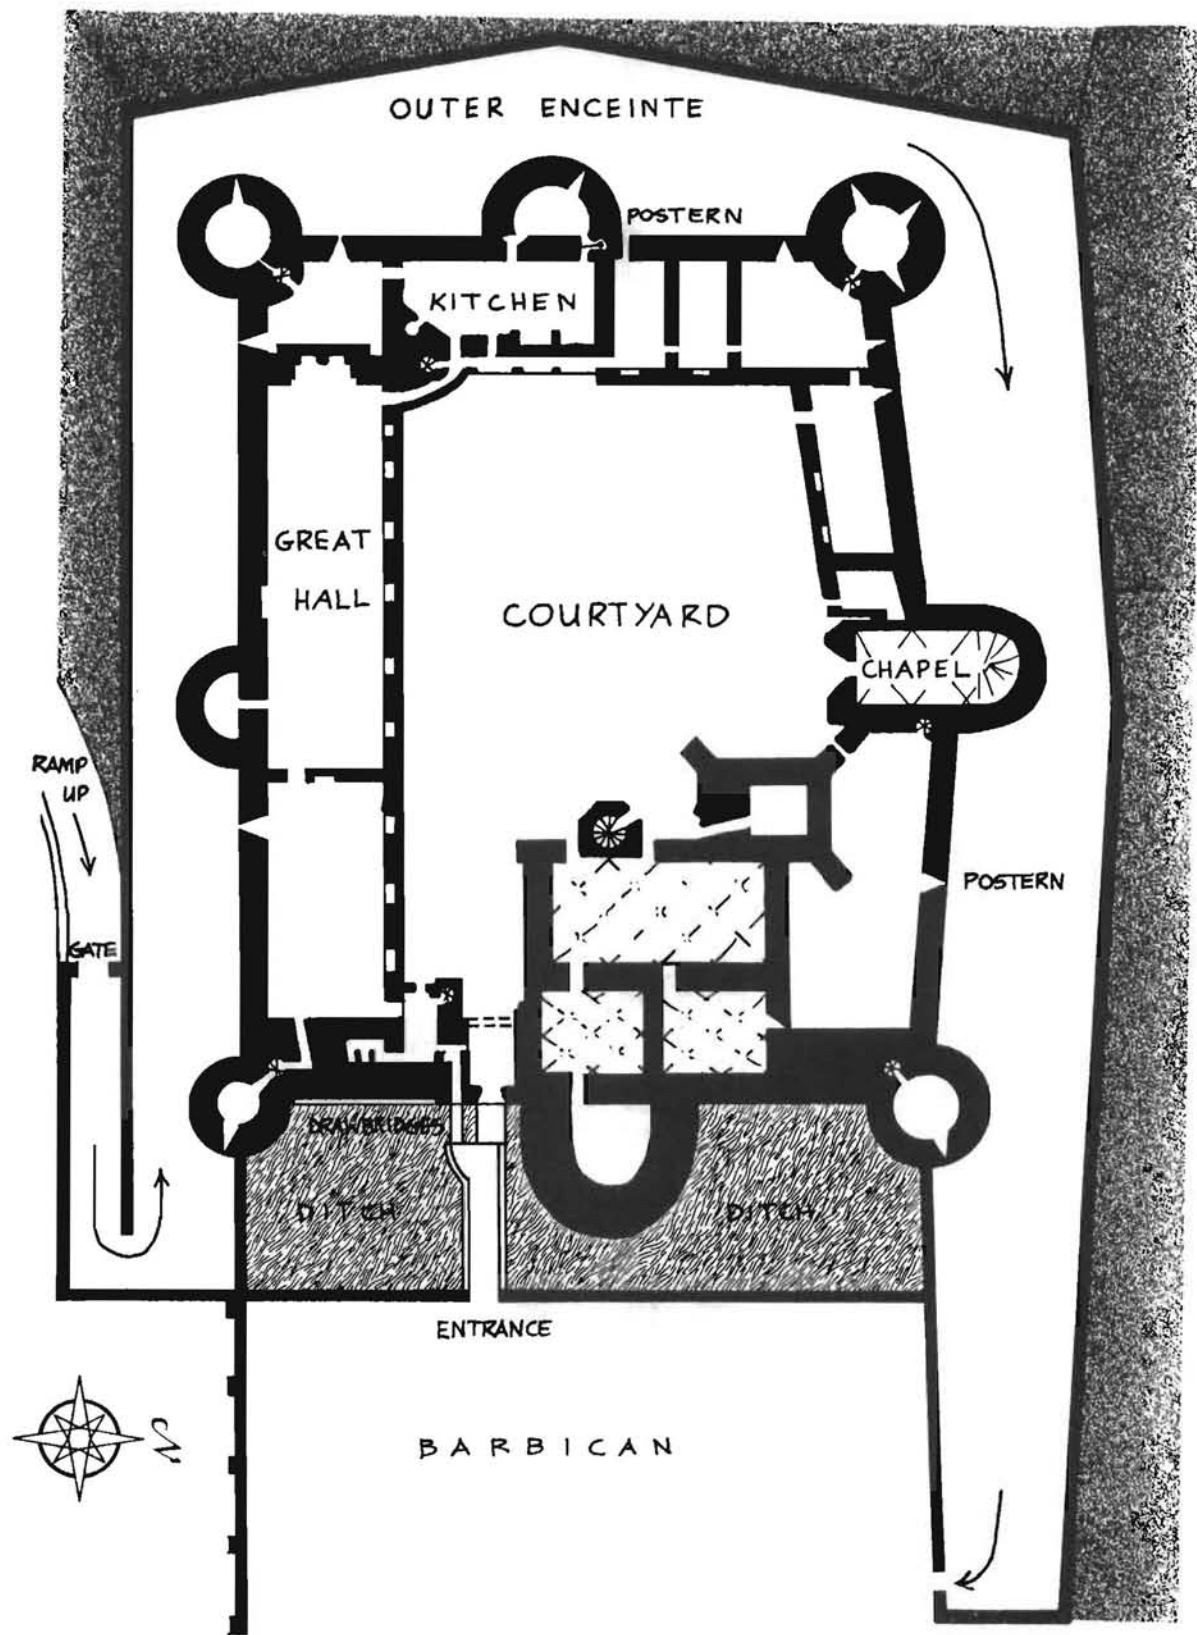 OUTER ENCEINTE
POSTERN
KITCHEN
GREAT
HALL
COURTYARD
CHAPEL
RAMP
UP
POSTERN
GATE
DRAWBRIDGES
DITCH
DITCH
ENTRANCE
N
BARBICAN